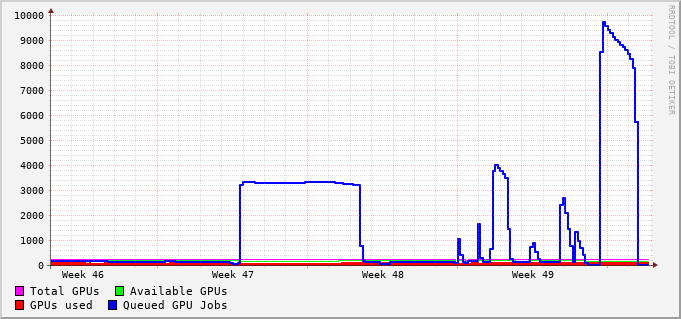 10000
9000
8000
7000
6000
5000
4000
3000
2000
1000
0
Week 46 Week 47 Week 48 Week 49
Total GPUs Available GPUs
GPUs used Queued GPU Jobs
RRDTOOL / TOBI OETIKER